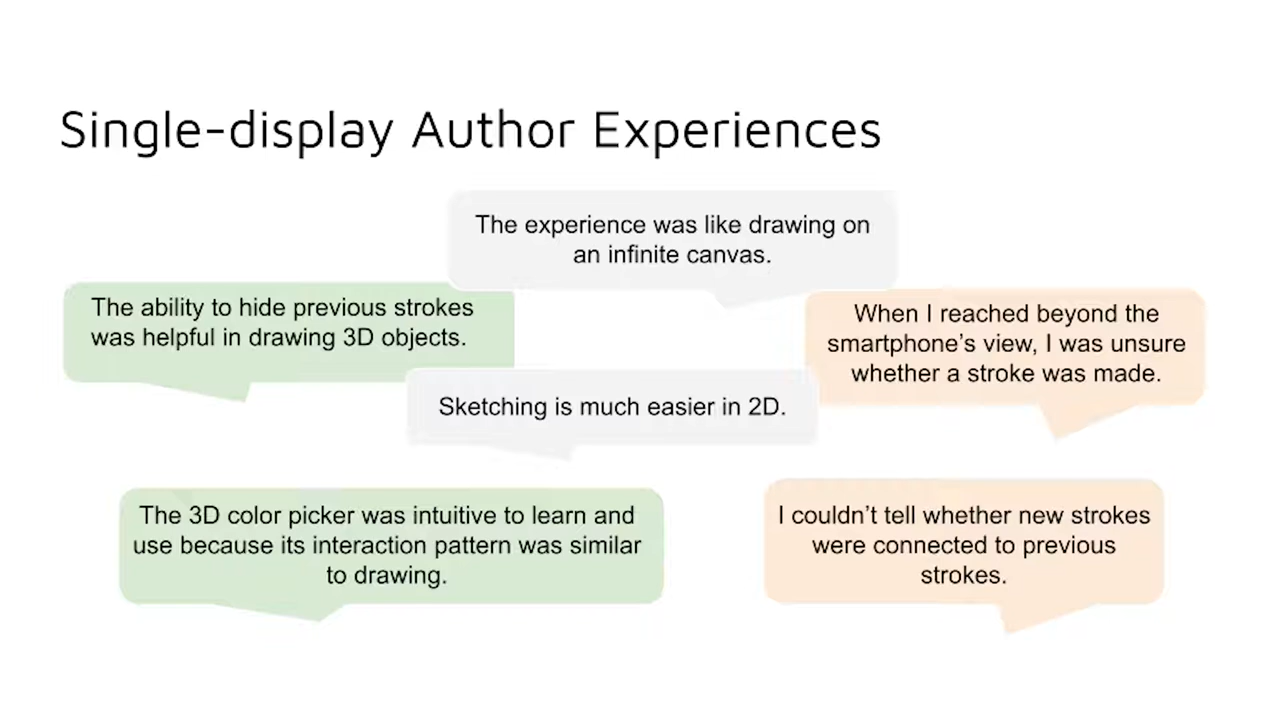 Single-display Author Experiences
The experience was like drawing on
an infinite canvas.
The ability to hide previous strokes
was helpful in drawing 3D objects.
When I reached beyond the
smartphone’s view, I was unsure
whether a stroke was made.
Sketching is much easier in 2D.
The 3D color picker was intuitive to learn and
use because its interaction pattern was similar
to drawing.
I couldn’t tell whether new strokes
were connected to previous
strokes.